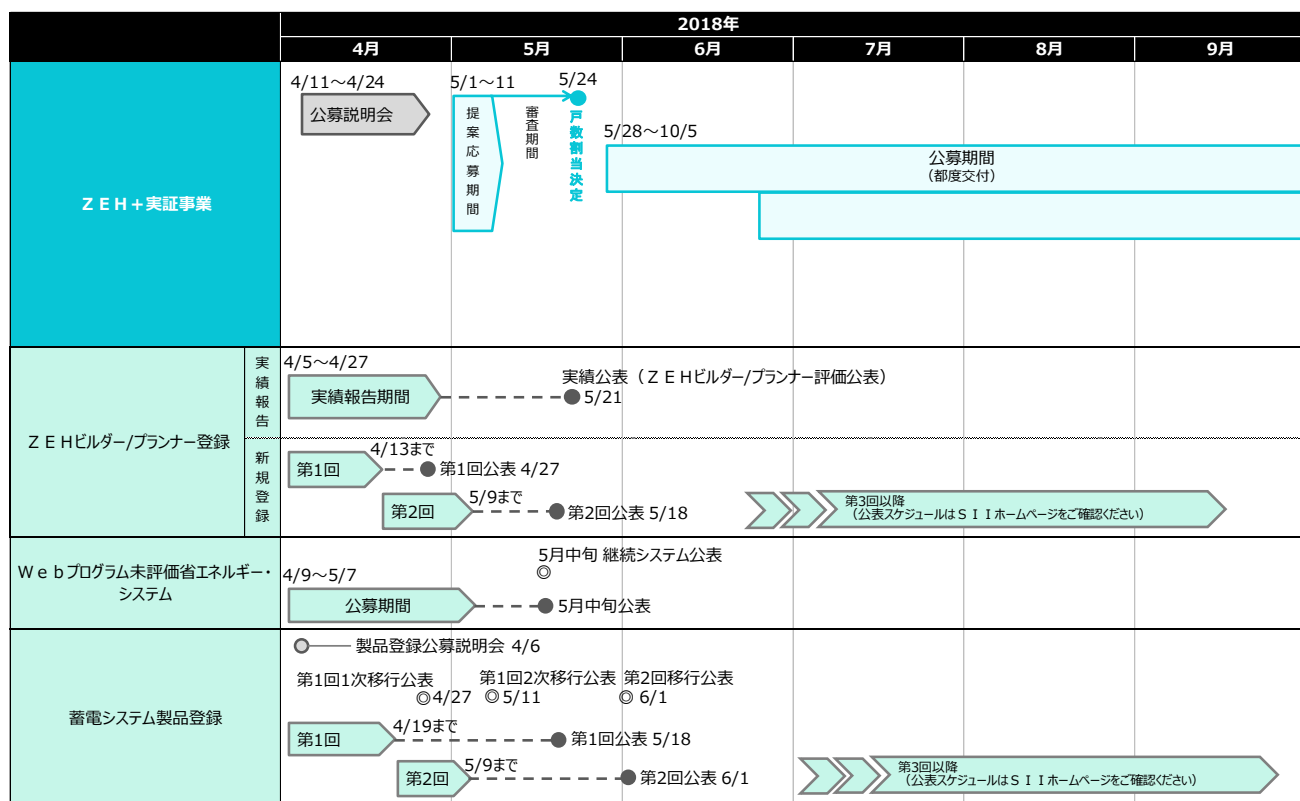 2018年
4月
5月
6月
7月
8月
9月
ＺＥＨ+実証事業
4/11～4/24
公募説明会
5/1～11
提案応募期間
審査期間
5/24
戸数割当決定
5/28～10/5
公募期間
（都度交付）
ＺＥＨビルダー/プランナー登録
実績報告
4/5～4/27
実績報告期間
実績公表（ＺＥＨビルダー/プランナー評価公表）
5/21
新規登録
4/13まで
第1回
第1回公表 4/27
5/9まで
第2回
第2回公表 5/18
第3回以降
（公表スケジュールはＳＩＩホームページをご確認ください）
Ｗｅｂプログラム未評価省エネルギー・
システム
4/9～5/7
公募期間
5月中旬 継続システム公表
◎
5月中旬公表
蓄電システム製品登録
製品登録公募説明会 4/6
第1回1次移行公表
◎4/27
第1回2次移行公表
◎5/11
第2回移行公表
◎ 6/1
4/19まで
第1回
第1回公表 5/18
5/9まで
第2回
第2回公表 6/1
第3回以降
（公表スケジュールはＳＩＩホームページをご確認ください）